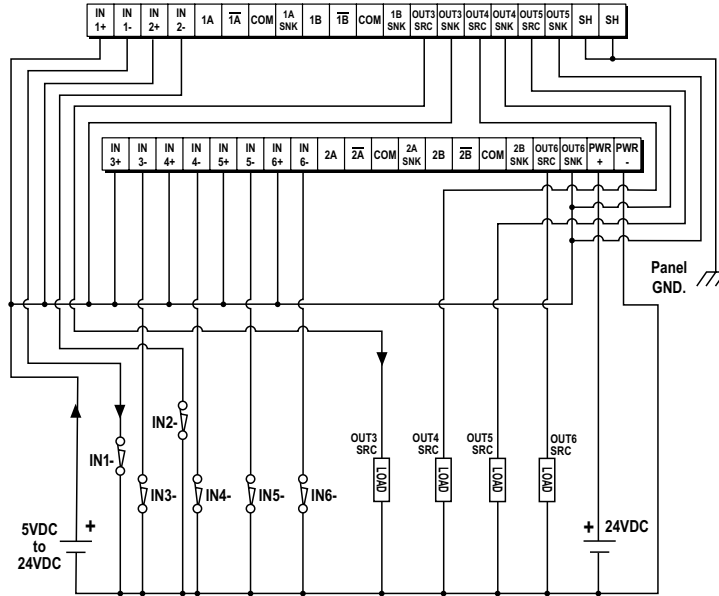 IN 1+ IN 1- IN 2+ IN 2- 1A 1̅A̅ COM 1A SNK 1B 1̅B̅ COM 1B SNK OUT3 SRC OUT3 SNK OUT4 SRC OUT4 SNK OUT5 SRC OUT5 SNK SH SH
IN 3+ IN 3- IN 4+ IN 4- IN 5+ IN 5- IN 6+ IN 6- 2A 2̅A̅ COM 2A SNK 2B 2̅B̅ COM 2B SNK OUT6 SRC OUT6 SNK PWR + PWR -
Panel
GND.
IN2-
IN1-
IN3-
IN4-
IN5-
IN6-
OUT3
SRC
LOAD
OUT4
SRC
LOAD
OUT5
SRC
LOAD
OUT6
SRC
LOAD
5VDC
to
24VDC
+
+
24VDC